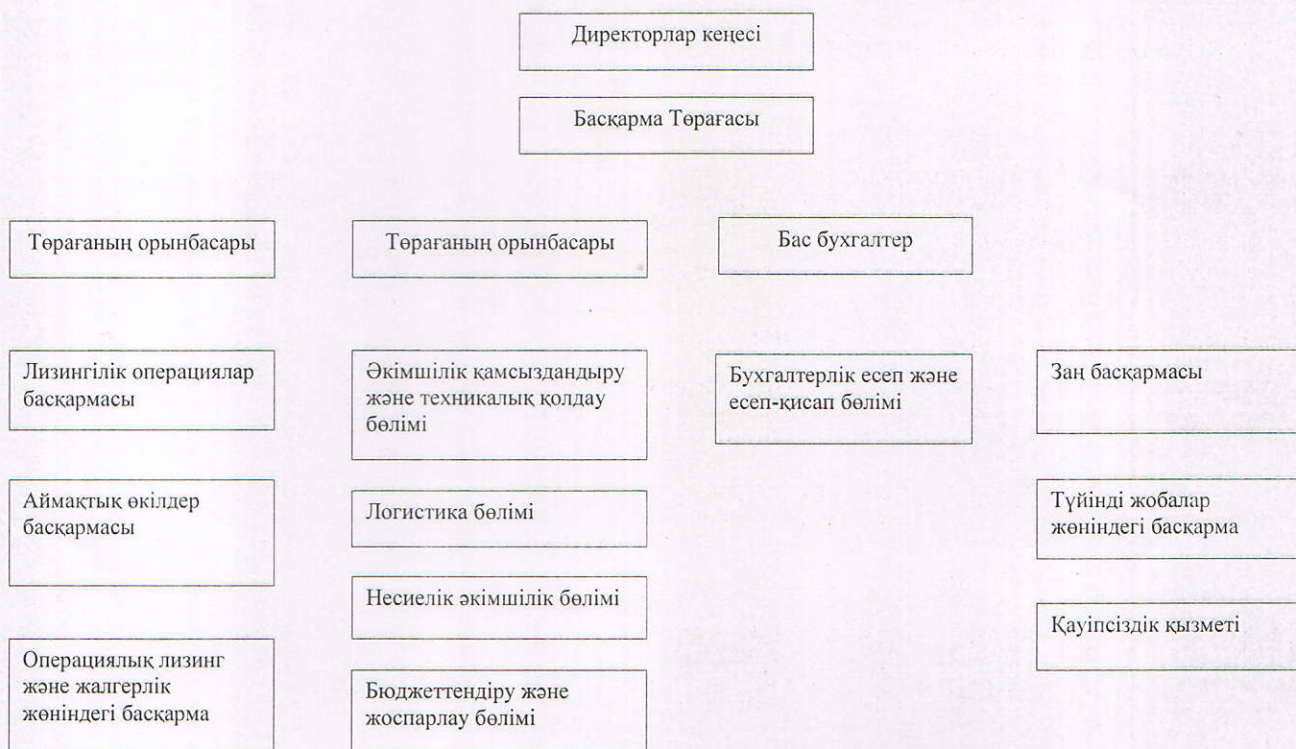 Директорлар кеңесі
Басқарма Төрағасы
Төрағаның орынбасары
Төрағаның орынбасары
Бас бухгалтер
Лизингілік операциялар
басқармасы
Әкімшілік қамсыздандыру
және техникалық қолдау
бөлімі
Бухгалтерлік есеп және
есеп-қисап бөлімі
Заң басқармасы
Аймақтық өкілдер
басқармасы
Логистика бөлімі
Түйінді жобалар
жөніндегі басқарма
Несиелік әкімшілік бөлімі
Қауіпсіздік қызметі
Операциялық лизинг
және жалгерлік
жөніндегі басқарма
Бюджеттендіру және
жоспарлау бөлімі